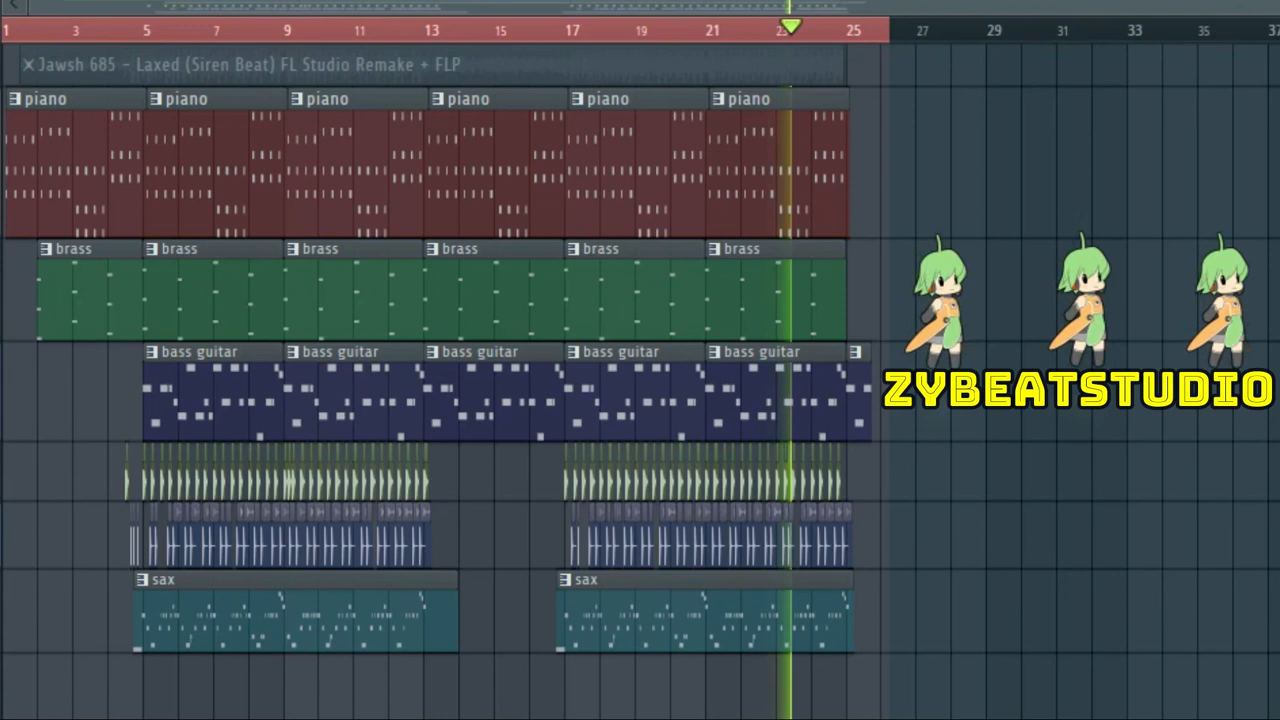 1 3 5 7 9 11 13 15 17 19 21 25 27 29 31 33 35 37
Jawsh 685 - Laxed (Siren Beat) FL Studio Remake + FLP
piano piano piano piano piano piano
brass brass brass brass brass brass
bass guitar bass guitar bass guitar bass guitar bass guitar
ZYBEATSTUDIO
sax sax